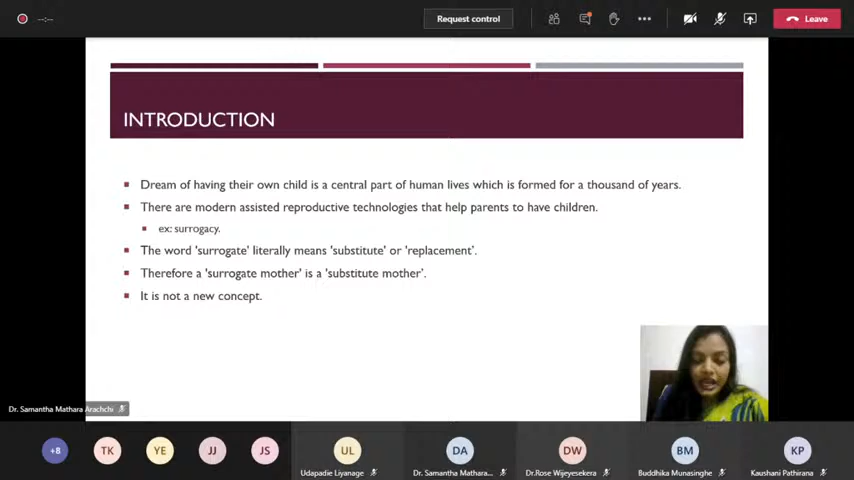 --:--
Request control
Leave
INTRODUCTION
Dream of having their own child is a central part of human lives which is formed for a thousand of years.
There are modern assisted reproductive technologies that help parents to have children.
ex: surrogacy.
The word 'surrogate' literally means 'substitute' or 'replacement'.
Therefore a 'surrogate mother' is a 'substitute mother'.
It is not a new concept.
Dr. Samantha Mathara Arachchi
+8
TK
YE
JJ
JS
UL
DA
DW
BM
KP
Udapadie Liyanage
Dr. Samantha Mathara...
Dr.Rose Wijeyesekera
Buddhika Munasinghe
Kaushani Pathirana